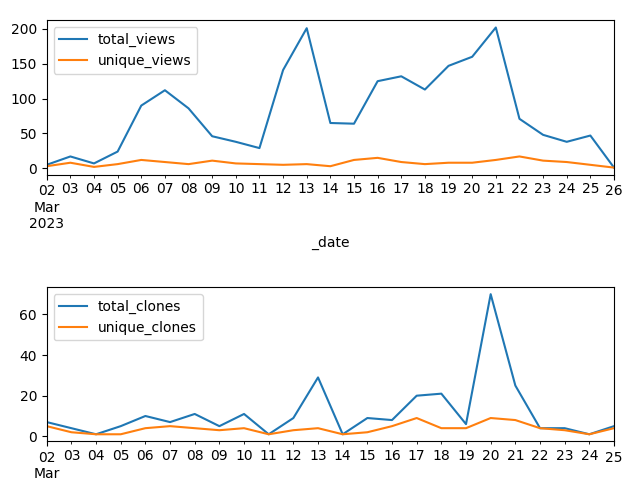 200
150
100
50
0
total_views
unique_views
02 03 04 05 06 07 08 09 10 11 12 13 14 15 16 17 18 19 20 21 22 23 24 25 26
Mar
2023
_date
60
40
20
0
total_clones
unique_clones
02 03 04 05 06 07 08 09 10 11 12 13 14 15 16 17 18 19 20 21 22 23 24 25
Mar